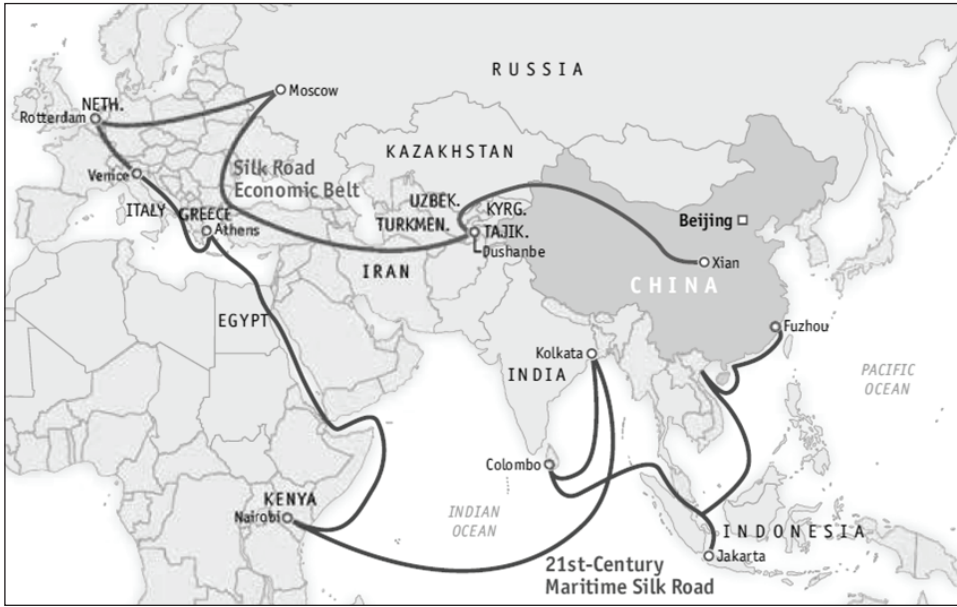 RUSSIA
Moscow
NETH.
Rotterdam
KAZAKHSTAN
Silk Road
Economic Belt
Venice
UZBEK.
KYRG.
ITALY
GREECE
Beijing
TURKMEN.
TAJIK.
Athens
Dushanbe
Xian
IRAN
CHINA
EGYPT
Fuzhou
Kolkata
INDIA
PACIFIC
OCEAN
Colombo
KENYA
Nairobi
INDIAN
OCEAN
INDONESIA
Jakarta
21st-Century
Maritime Silk Road